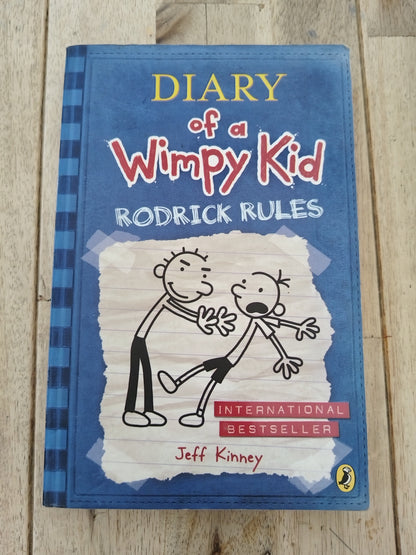 DIARY
of a
Wimpy Kid
RODRICK RULES
INTERNATIONAL
BESTSELLER
Jeff Kinney